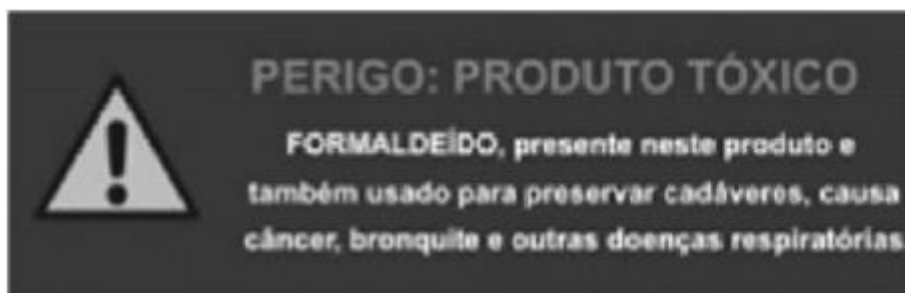 PERIGO: PRODUTO TÓXICO
FORMALDEÍDO, presente neste produto e
também usado para preservar cadáveres, causa
câncer, bronquite e outras doenças respiratórias